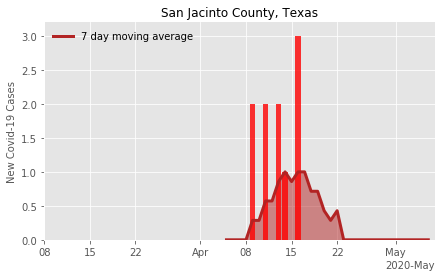 San Jacinto County, Texas
7 day moving average
New Covid-19 Cases
3.0
2.5
2.0
1.5
1.0
0.5
0.0
08 15 22 Apr 08 15 22 May
2020-May